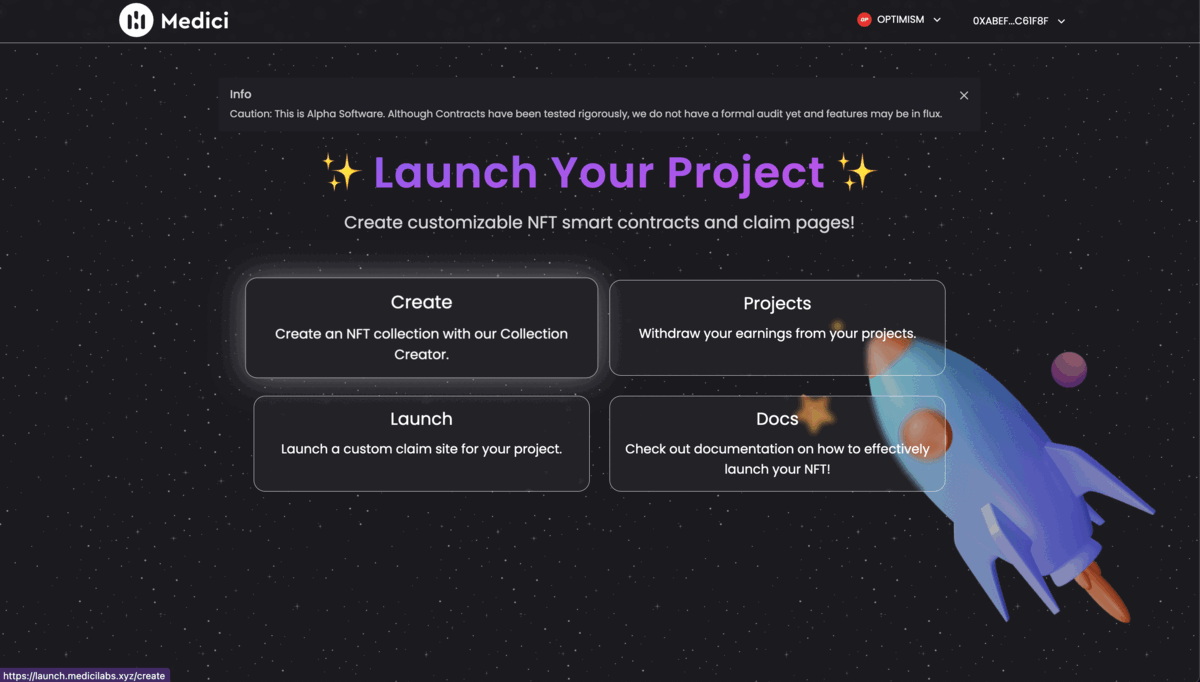 Medici
OP OPTIMISM
0XABEF...C61F8F
Info
Caution: This is Alpha Software. Although Contracts have been tested rigorously, we do not have a formal audit yet and features may be in flux.
✨ Launch Your Project ✨
Create customizable NFT smart contracts and claim pages!
Create
Create an NFT collection with our Collection
Creator.
Projects
Withdraw your earnings from your projects.
Launch
Launch a custom claim site for your project.
Docs
Check out documentation on how to effectively
launch your NFT!
https://launch.medicilabs.xyz/create